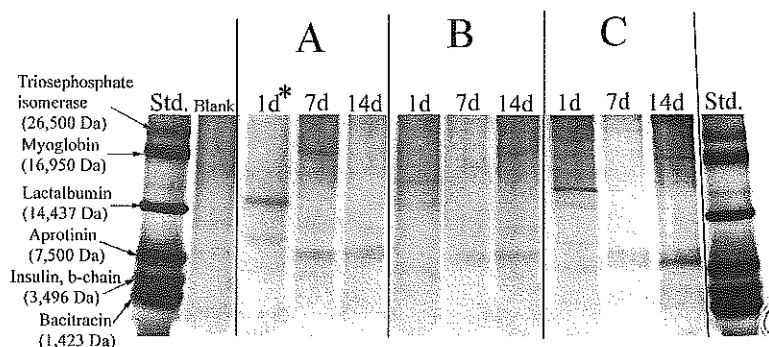 A B C
Triosephosphate
isomerase
(26,500 Da)
Myoglobin
(16,950 Da)
Lactalbumin
(14,437 Da)
Aprotinin
(7,500 Da)
Insulin, b-chain
(3,496 Da)
Bacitracin
(1,423 Da)
Std. Blank 1d* 7d 14d 1d 7d 14d 1d 7d 14d Std.